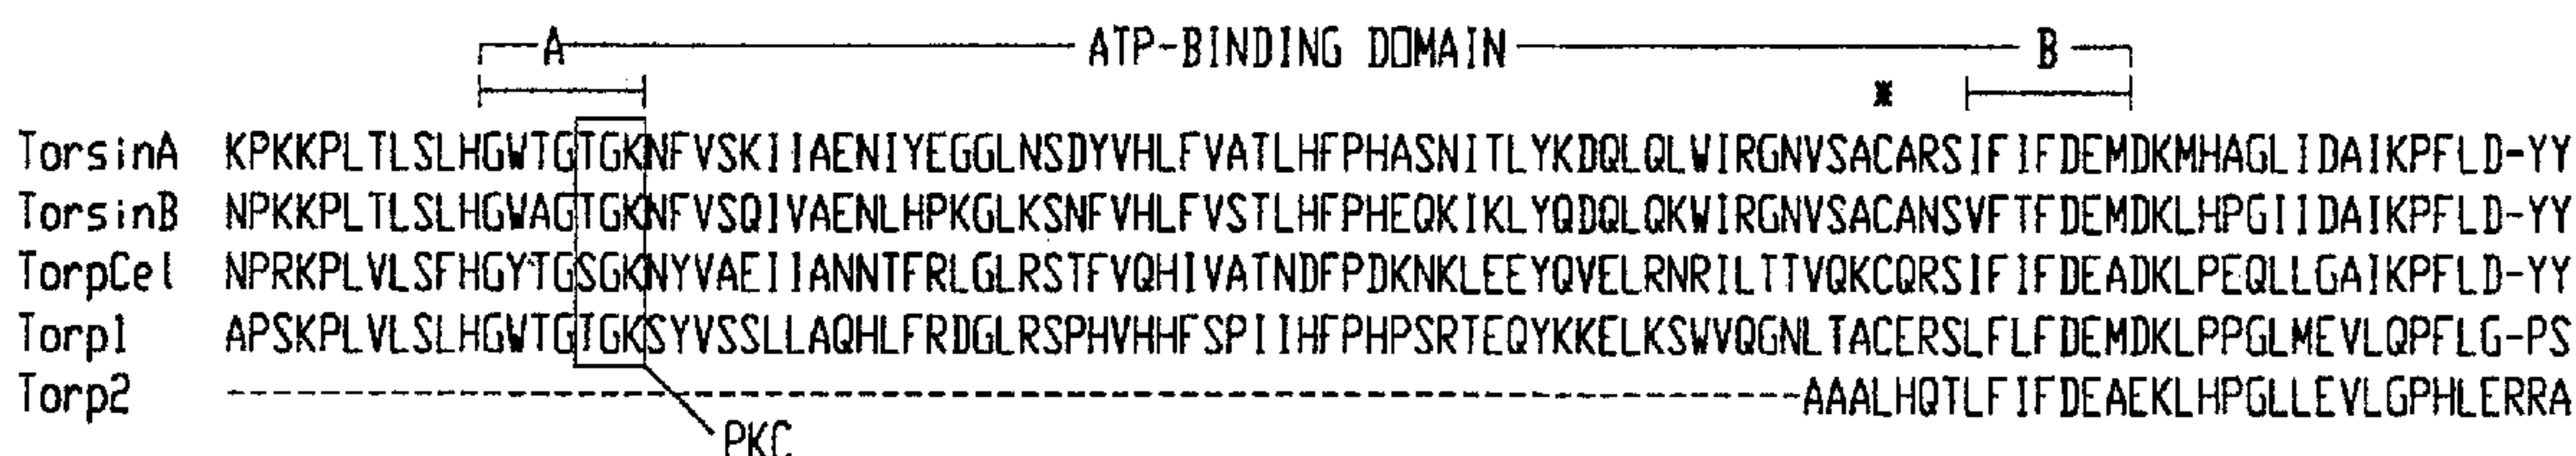 A ATP-BINDING DOMAIN B
*
TorsinA KPKKPLTLSLHGWTGTGKNFVSKIIAENIYEGGLNSDYVHLFVATLHFPHASNITLYKDQLQLWIRGNVSACARSIFIFDEMDKMHAGLIDAIKPFLD-YY
TorsinB NPKKPLTLSLHGWAGTGKNFVSQIVAENLHPKGLKSNFVHLFVSTLHFPHEQKIKLYQDQLQKWIRGNVSACANSVFTFDEMDKLHPGIIDAIKPFLD-YY
TorpCel NPRKPLVLSFHGYTGSGKNYVAEIIANNTFRLGLRSTFVQHIVATNDFPDKNKLEEYQVELRNRILTTVQKCQRSIFIFDEADKLPEQLLGAIKPFLD-YY
Torp1 APSKPLVLSLHGWTGTGKSYVSSLLAQHLFRDGLRSPHVHHFSPIIHFPHPSRTEQYKKELKSWVQGNLTACERSLFLFDEMDKLPPGLMEVLQPFLG-PS
Torp2 --------------------------------------------------------------------AAALHQTLFIFDEAEKLHPGLLEVLGPHLERRA
PKC